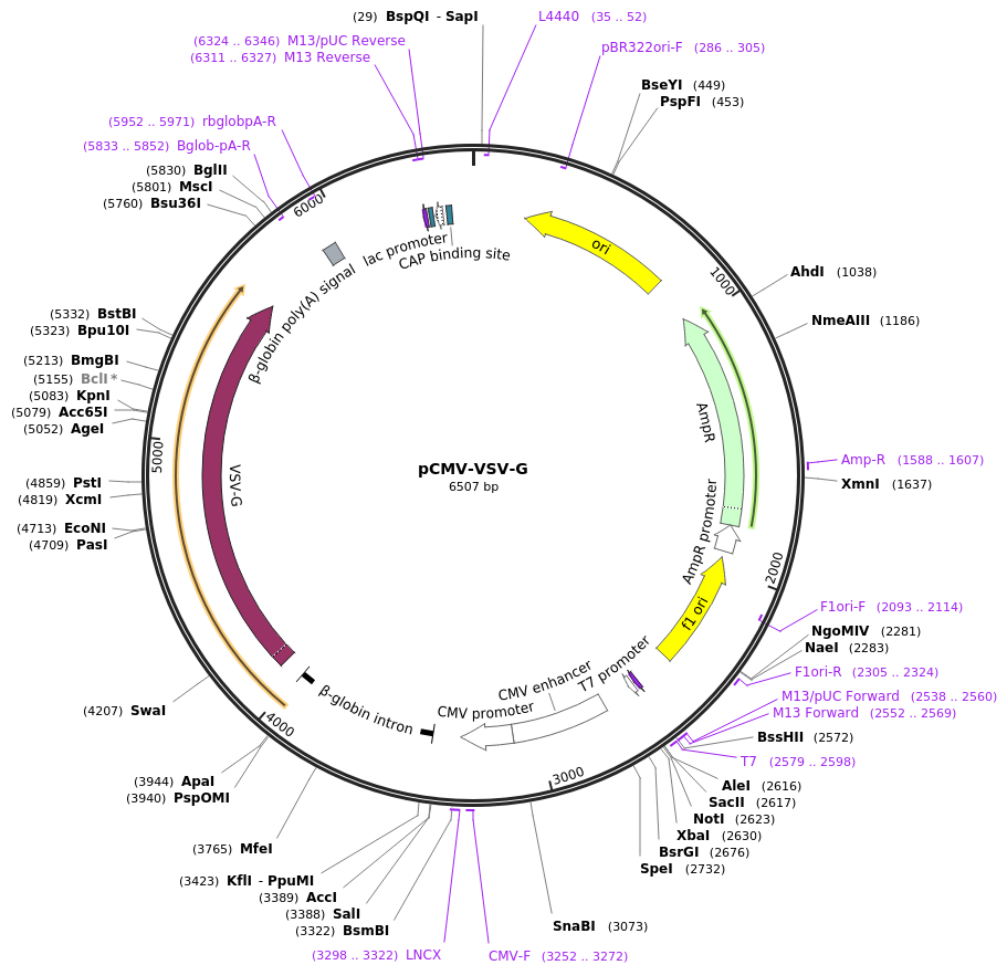 (29) BspQI - SapI
L4440 (35 .. 52)
(6324 .. 6346) M13/pUC Reverse
(6311 .. 6327) M13 Reverse
pBR322ori-F (286 .. 305)
BseYI (449)
PspFI (453)
(5952 .. 5971) rbglobpA-R
(5833 .. 5852) Bglob-pA-R
(5830) BglII
(5801) MscI
(5760) Bsu36I
6000
lac promoter
CAP binding site
ori
1000
AhdI (1038)
NmeAIII (1186)
β-globin poly(A) signal
(5332) BstBI
(5323) Bpu10I
(5213) BmgBI
(5155) BclI*
(5083) KpnI
(5079) Acc65I
(5052) AgeI
5000
AmpR
Amp-R (1588 .. 1607)
XmnI (1637)
pCMV-VSV-G
6507 bp
VSV-G
(4859) PstI
(4819) XcmI
(4713) EcoNI
(4709) PasI
AmpR promoter
2000
f1 ori
F1ori-F (2093 .. 2114)
NgoMIV (2281)
NaeI (2283)
F1ori-R (2305 .. 2324)
M13/pUC Forward (2538 .. 2560)
M13 Forward (2552 .. 2569)
BssHII (2572)
T7 (2579 .. 2598)
T7 promoter
CMV enhancer
CMV promoter
β-globin intron
(4207) SwaI
4000
(3944) ApaI
(3940) PspOMI
3000
AleI (2616)
SacII (2617)
NotI (2623)
XbaI (2630)
BsrGI (2676)
SpeI (2732)
(3765) MfeI
(3423) KflI - PpuMI
(3389) AccI
(3388) SalI
(3322) BsmBI
(3298 .. 3322) LNCX
CMV-F (3252 .. 3272)
SnaBI (3073)